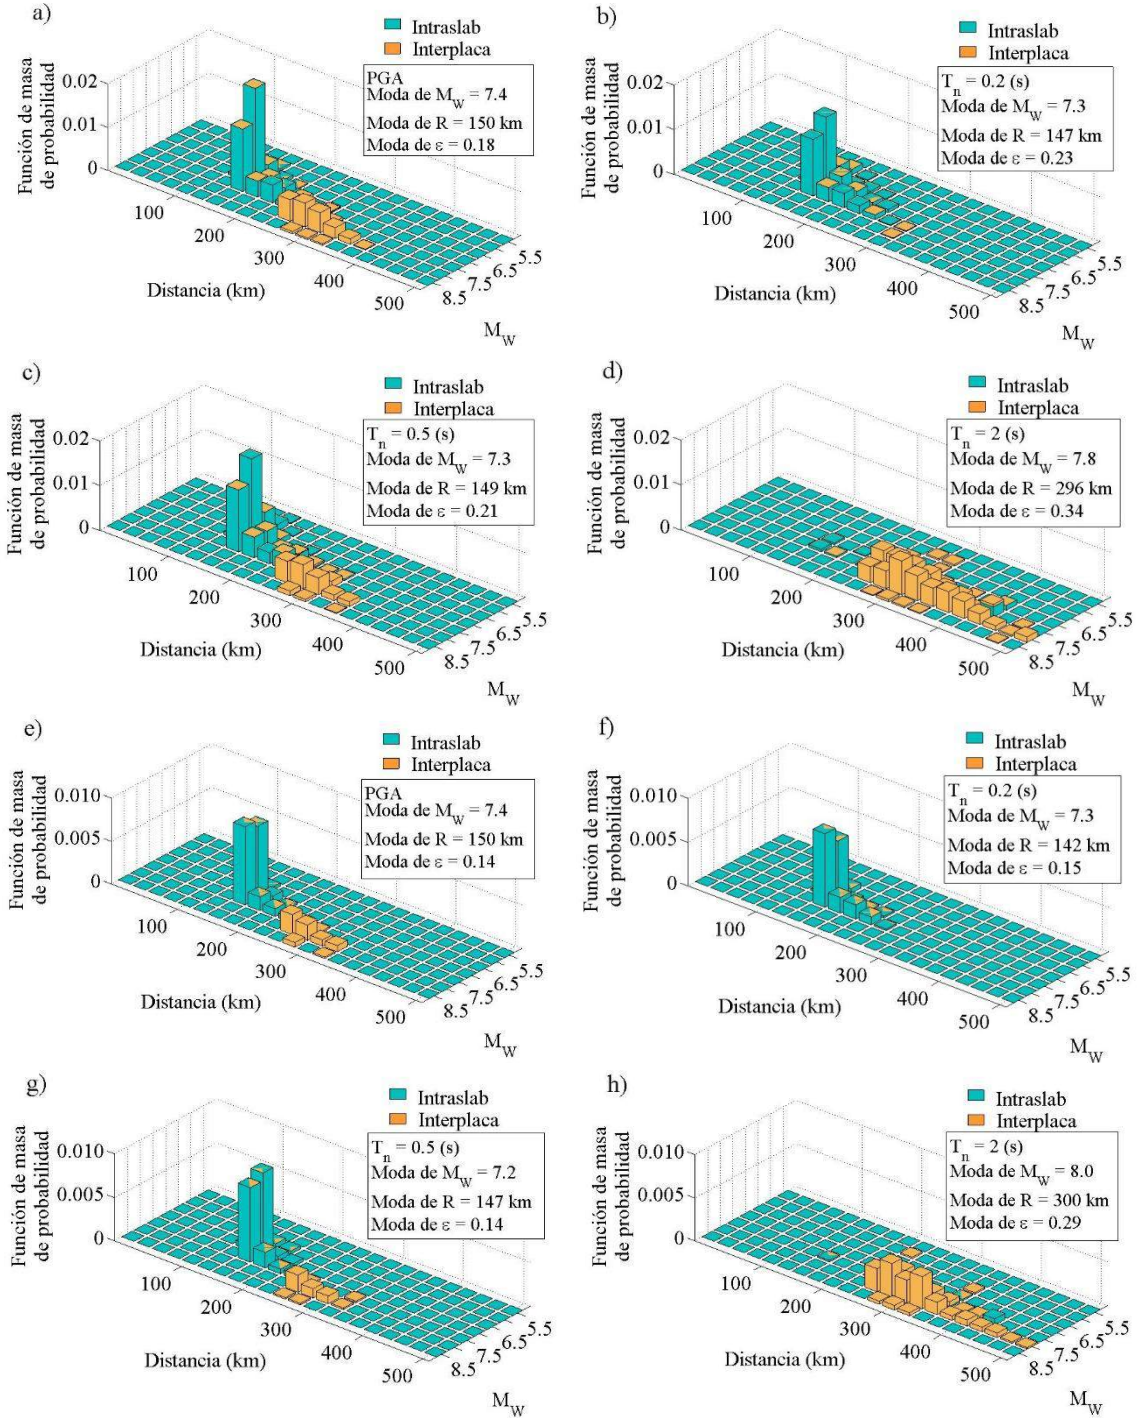 a)
Intraslab
Interplaca
PGA
Moda de M_W = 7.4
Moda de R = 150 km
Moda de ε = 0.18
Función de masa
de probabilidad
0.02
0.01
0
100
200
300
400
500
Distancia (km)
8.5
7.5
6.5
5.5
M_W
b)
Intraslab
Interplaca
T_n = 0.2 (s)
Moda de M_W = 7.3
Moda de R = 147 km
Moda de ε = 0.23
Función de masa
de probabilidad
0.02
0.01
0
100
200
300
400
500
Distancia (km)
8.5
7.5
6.5
5.5
M_W
c)
Intraslab
Interplaca
T_n = 0.5 (s)
Moda de M_W = 7.3
Moda de R = 149 km
Moda de ε = 0.21
Función de masa
de probabilidad
0.02
0.01
0
100
200
300
400
500
Distancia (km)
8.5
7.5
6.5
5.5
M_W
d)
Intraslab
Interplaca
T_n = 2 (s)
Moda de M_W = 7.8
Moda de R = 296 km
Moda de ε = 0.34
Función de masa
de probabilidad
0.02
0.01
0
100
200
300
400
500
Distancia (km)
8.5
7.5
6.5
5.5
M_W
e)
Intraslab
Interplaca
PGA
Moda de M_W = 7.4
Moda de R = 150 km
Moda de ε = 0.14
Función de masa
de probabilidad
0.010
0.005
0
100
200
300
400
500
Distancia (km)
8.5
7.5
6.5
5.5
M_W
f)
Intraslab
Interplaca
T_n = 0.2 (s)
Moda de M_W = 7.3
Moda de R = 142 km
Moda de ε = 0.15
Función de masa
de probabilidad
0.010
0.005
0
100
200
300
400
500
Distancia (km)
8.5
7.5
6.5
5.5
M_W
g)
Intraslab
Interplaca
T_n = 0.5 (s)
Moda de M_W = 7.2
Moda de R = 147 km
Moda de ε = 0.14
Función de masa
de probabilidad
0.010
0.005
0
100
200
300
400
500
Distancia (km)
8.5
7.5
6.5
5.5
M_W
h)
Intraslab
Interplaca
T_n = 2 (s)
Moda de M_W = 8.0
Moda de R = 300 km
Moda de ε = 0.29
Función de masa
de probabilidad
0.010
0.005
0
100
200
300
400
500
Distancia (km)
8.5
7.5
6.5
5.5
M_W